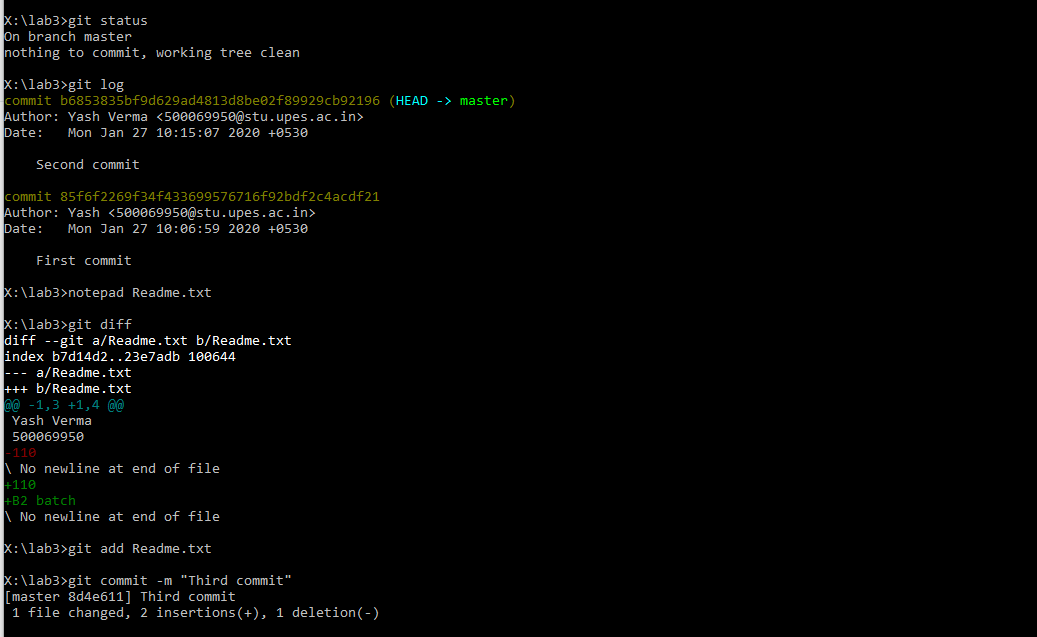 X:\lab3>git status
On branch master
nothing to commit, working tree clean
X:\lab3>git log
commit b6853835bf9d629ad4813d8be02f89929cb92196 (HEAD -> master)
Author: Yash Verma <500069950@stu.upes.ac.in>
Date:   Mon Jan 27 10:15:07 2020 +0530
    Second commit
commit 85f6f2269f34f433699576716f92bdf2c4acdf21
Author: Yash <500069950@stu.upes.ac.in>
Date:   Mon Jan 27 10:06:59 2020 +0530
    First commit
X:\lab3>notepad Readme.txt
X:\lab3>git diff
diff --git a/Readme.txt b/Readme.txt
index b7d14d2..23e7adb 100644
--- a/Readme.txt
+++ b/Readme.txt
@@ -1,3 +1,4 @@
 Yash Verma
 500069950
-110
\ No newline at end of file
+110
+B2 batch
\ No newline at end of file
X:\lab3>git add Readme.txt
X:\lab3>git commit -m "Third commit"
[master 8d4e611] Third commit
 1 file changed, 2 insertions(+), 1 deletion(-)